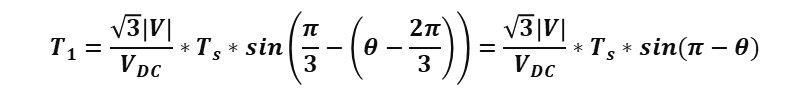 T₁ = √3|V| / V_DC * T_s * sin(π/3 − (θ − 2π/3)) = √3|V| / V_DC * T_s * sin(π − θ)